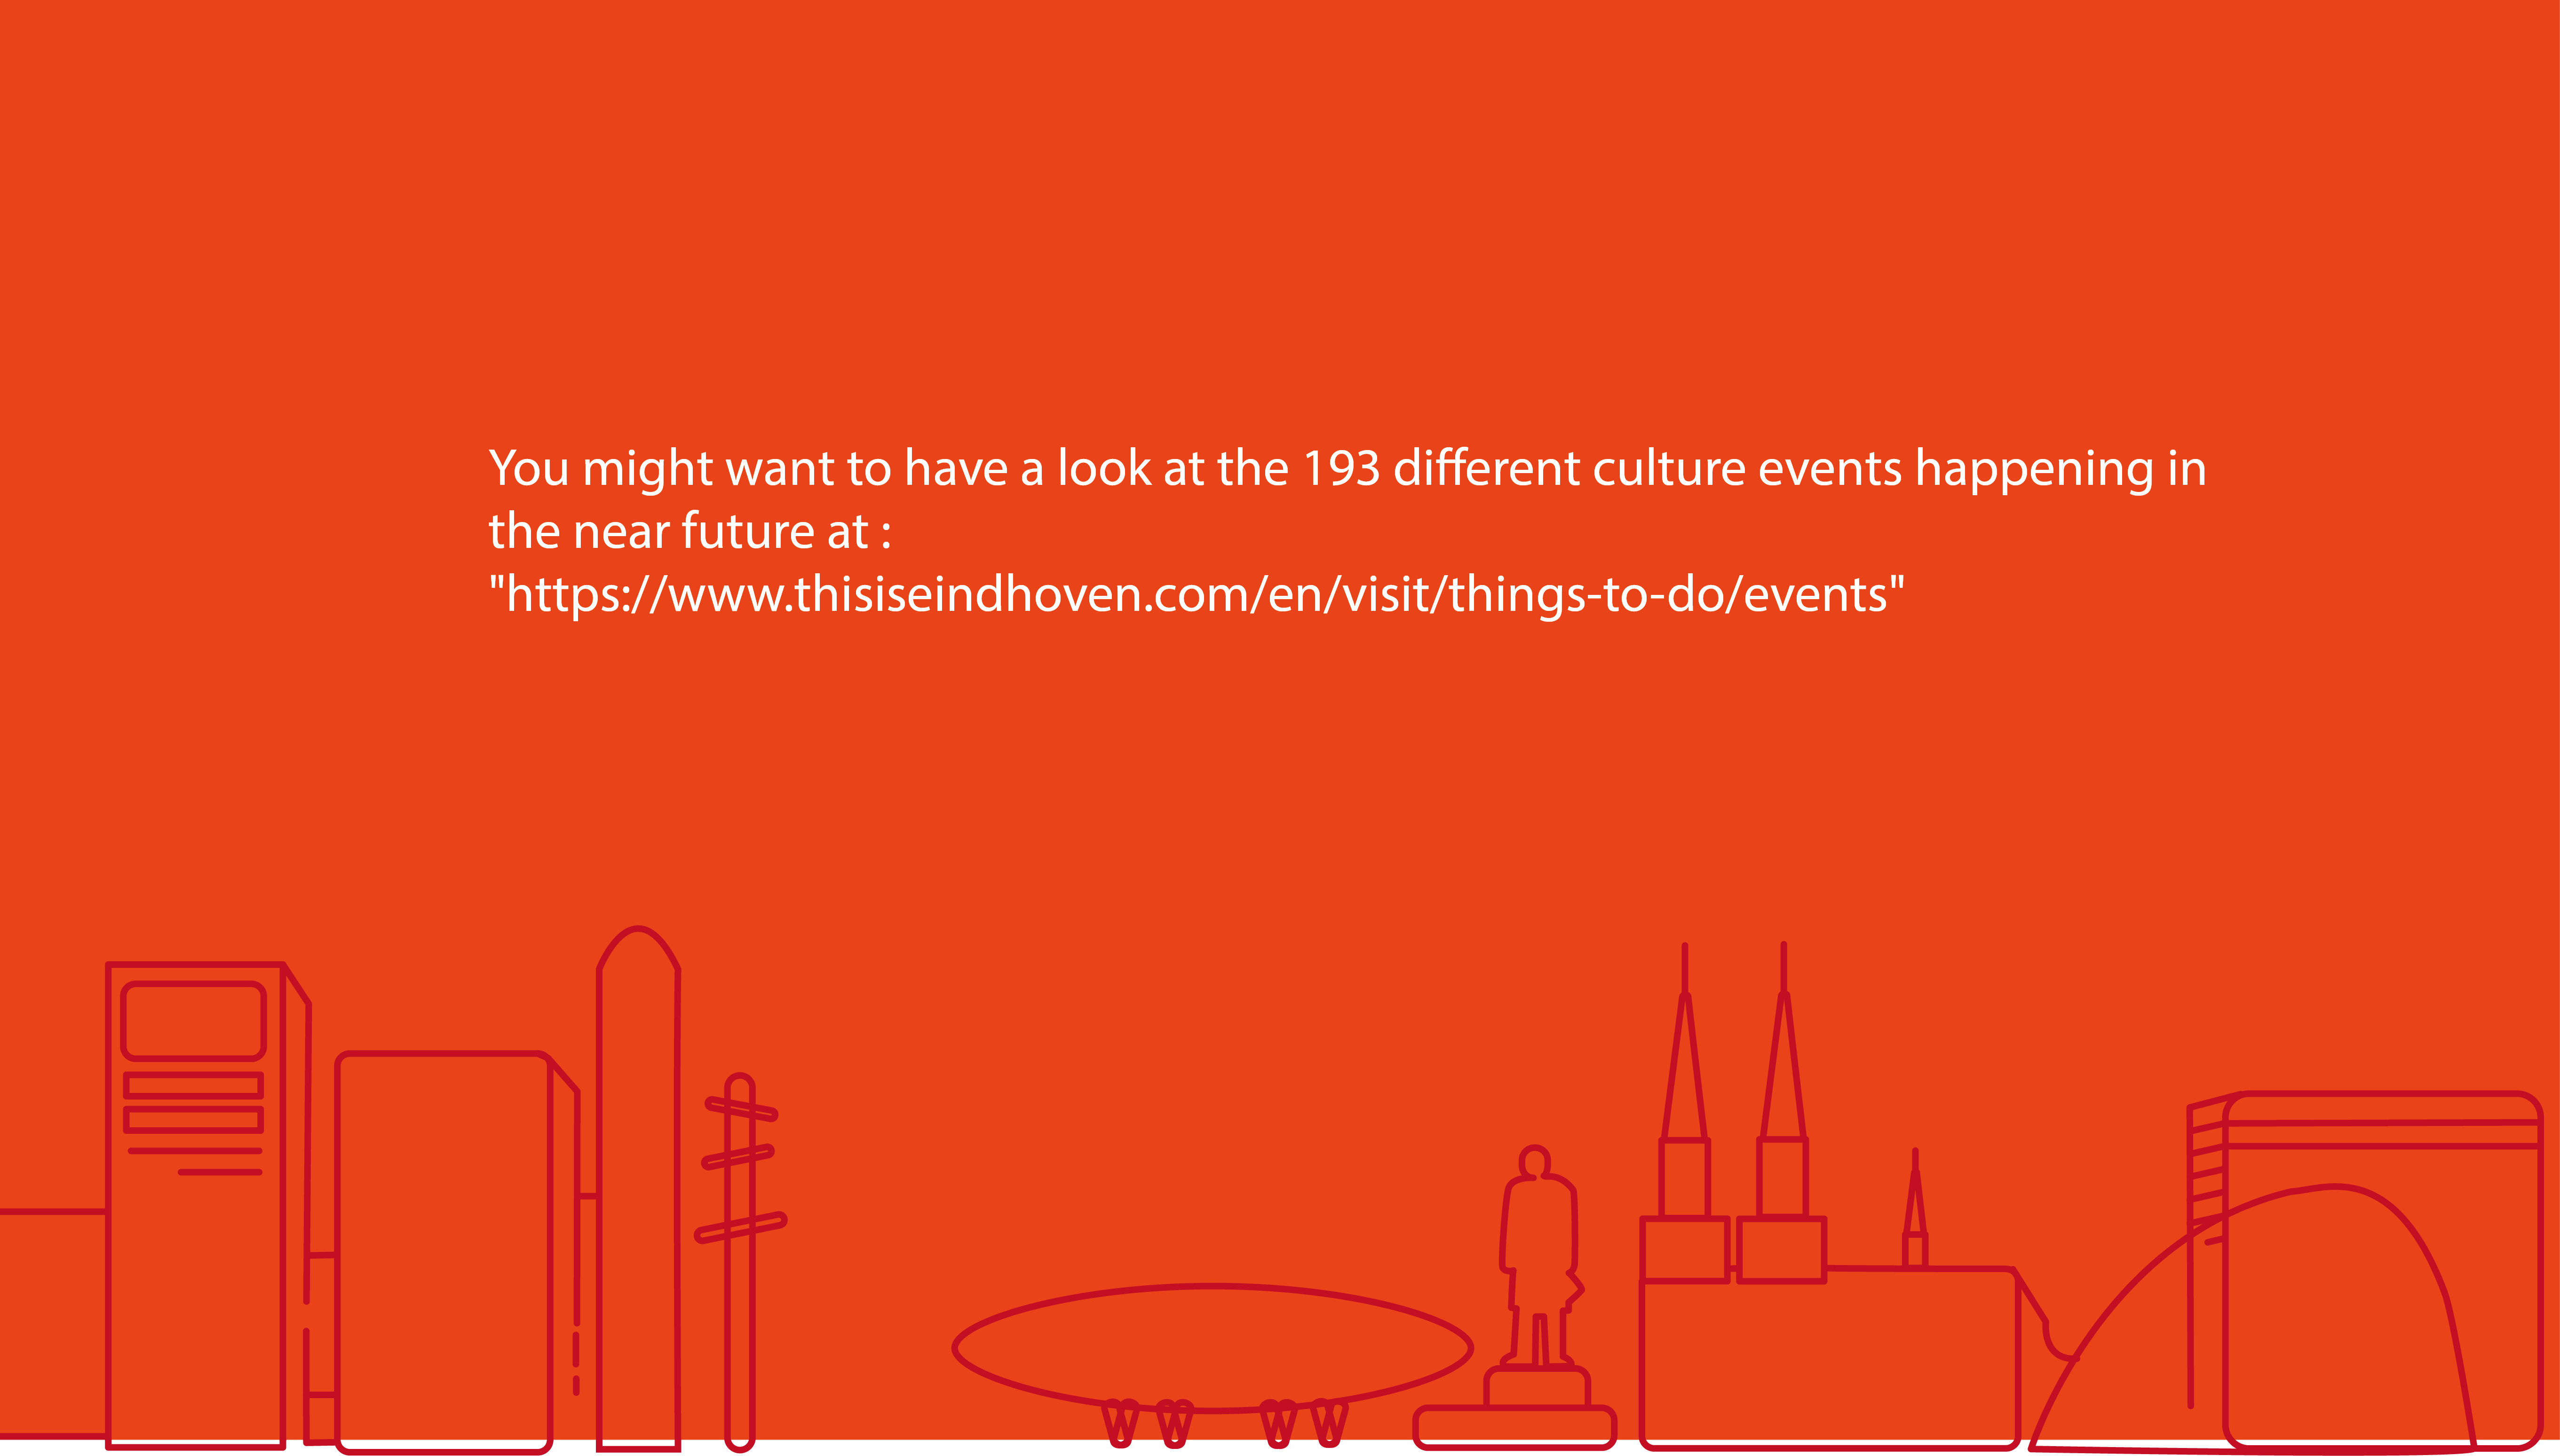 You might want to have a look at the 193 different culture events happening in
the near future at :
"https://www.thisiseindhoven.com/en/visit/things-to-do/events"